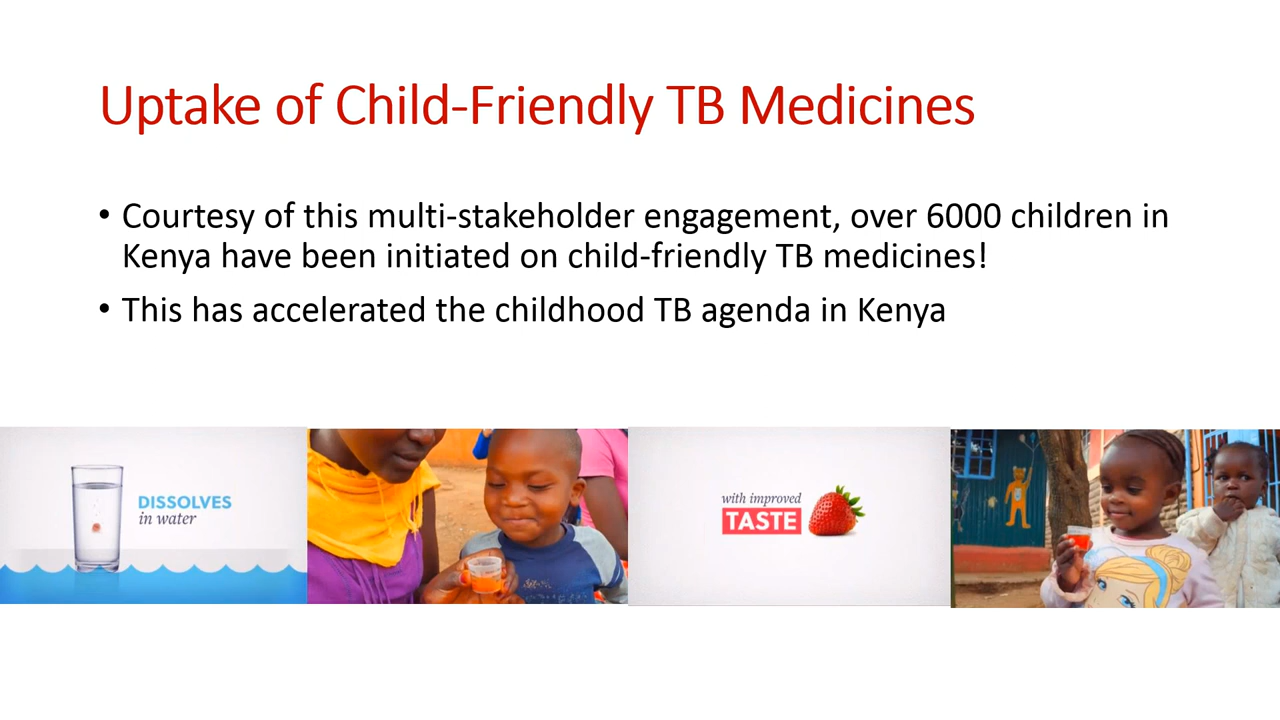 Uptake of Child-Friendly TB Medicines
• Courtesy of this multi-stakeholder engagement, over 6000 children in
Kenya have been initiated on child-friendly TB medicines!
• This has accelerated the childhood TB agenda in Kenya
DISSOLVES
in water
with improved
TASTE